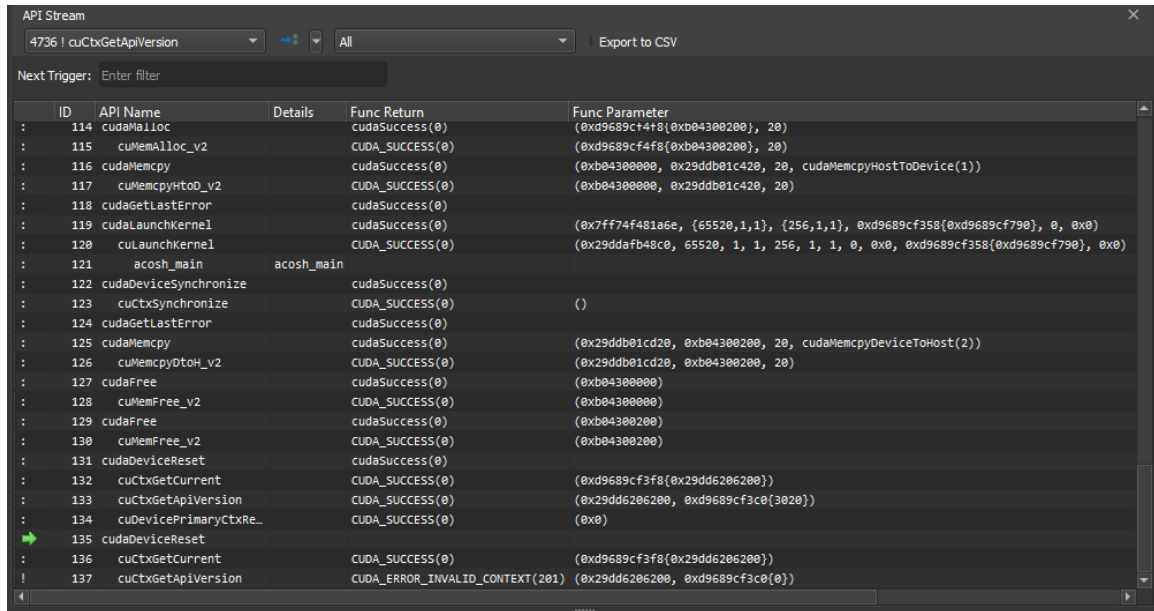 API Stream
4736 ! cuCtxGetApiVersion All Export to CSV
Next Trigger: Enter filter
ID API Name Details Func Return Func Parameter
: 114 cudaMalloc cudaSuccess(0) (0xd9689cf4f8{0xb04300200}, 20)
: 115 cuMemAlloc_v2 CUDA_SUCCESS(0) (0xd9689cf4f8{0xb04300200}, 20)
: 116 cudaMemcpy cudaSuccess(0) (0xb04300000, 0x29ddb01c420, 20, cudaMemcpyHostToDevice(1))
: 117 cuMemcpyHtoD_v2 CUDA_SUCCESS(0) (0xb04300000, 0x29ddb01c420, 20)
: 118 cudaGetLastError cudaSuccess(0)
: 119 cudaLaunchKernel cudaSuccess(0) (0x7ff74f481a6e, {65520,1,1}, {256,1,1}, 0xd9689cf358{0xd9689cf790}, 0, 0x0)
: 120 cuLaunchKernel CUDA_SUCCESS(0) (0x29ddafb48c0, 65520, 1, 1, 256, 1, 1, 0, 0x0, 0xd9689cf358{0xd9689cf790}, 0x0)
: 121 acosh_main acosh_main
: 122 cudaDeviceSynchronize cudaSuccess(0)
: 123 cuCtxSynchronize CUDA_SUCCESS(0) ()
: 124 cudaGetLastError cudaSuccess(0)
: 125 cudaMemcpy cudaSuccess(0) (0x29ddb01cd20, 0xb04300200, 20, cudaMemcpyDeviceToHost(2))
: 126 cuMemcpyDtoH_v2 CUDA_SUCCESS(0) (0x29ddb01cd20, 0xb04300200, 20)
: 127 cudaFree cudaSuccess(0) (0xb04300000)
: 128 cuMemFree_v2 CUDA_SUCCESS(0) (0xb04300000)
: 129 cudaFree cudaSuccess(0) (0xb04300200)
: 130 cuMemFree_v2 CUDA_SUCCESS(0) (0xb04300200)
: 131 cudaDeviceReset cudaSuccess(0)
: 132 cuCtxGetCurrent CUDA_SUCCESS(0) (0xd9689cf3f8{0x29dd6206200})
: 133 cuCtxGetApiVersion CUDA_SUCCESS(0) (0x29dd6206200, 0xd9689cf3c0{3020})
: 134 cuDevicePrimaryCtxRe... CUDA_SUCCESS(0) (0x0)
135 cudaDeviceReset
: 136 cuCtxGetCurrent CUDA_SUCCESS(0) (0xd9689cf3f8{0x29dd6206200})
! 137 cuCtxGetApiVersion CUDA_ERROR_INVALID_CONTEXT(201) (0x29dd6206200, 0xd9689cf3c0{0})